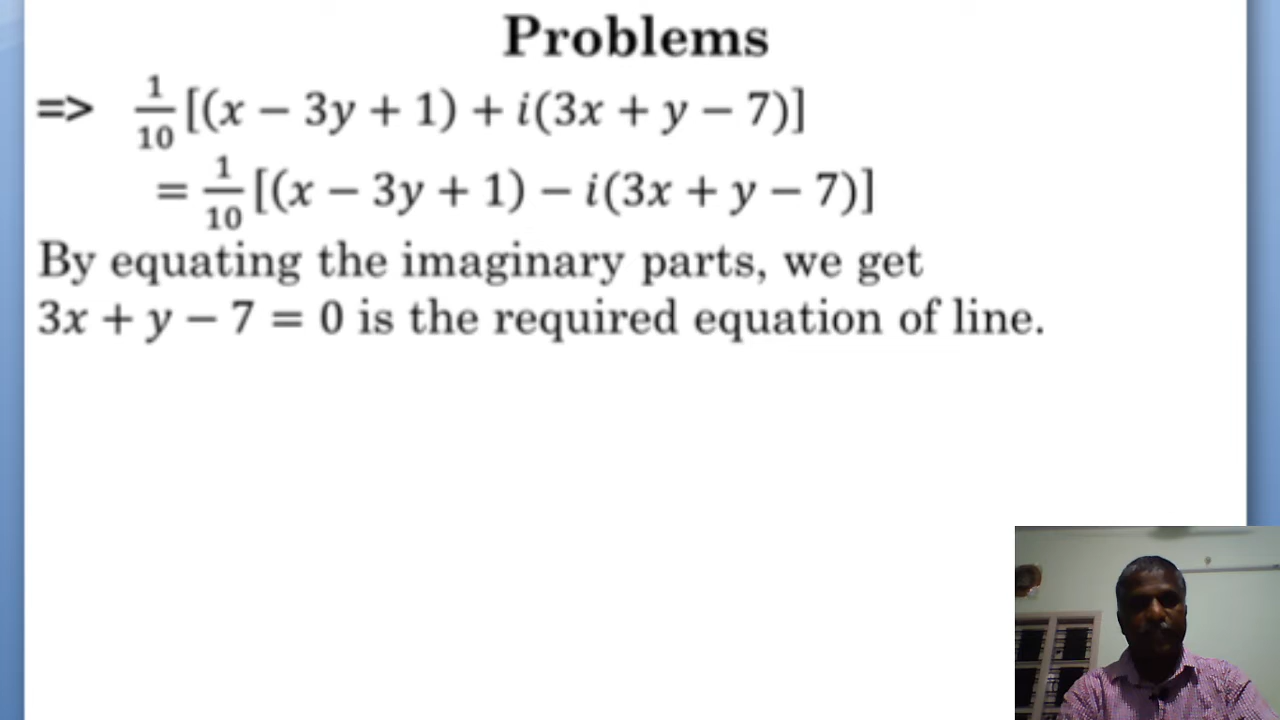 Problems
=> 1/10 [(x − 3y + 1) + i(3x + y − 7)]
= 1/10 [(x − 3y + 1) − i(3x + y − 7)]
By equating the imaginary parts, we get
3x + y − 7 = 0 is the required equation of line.